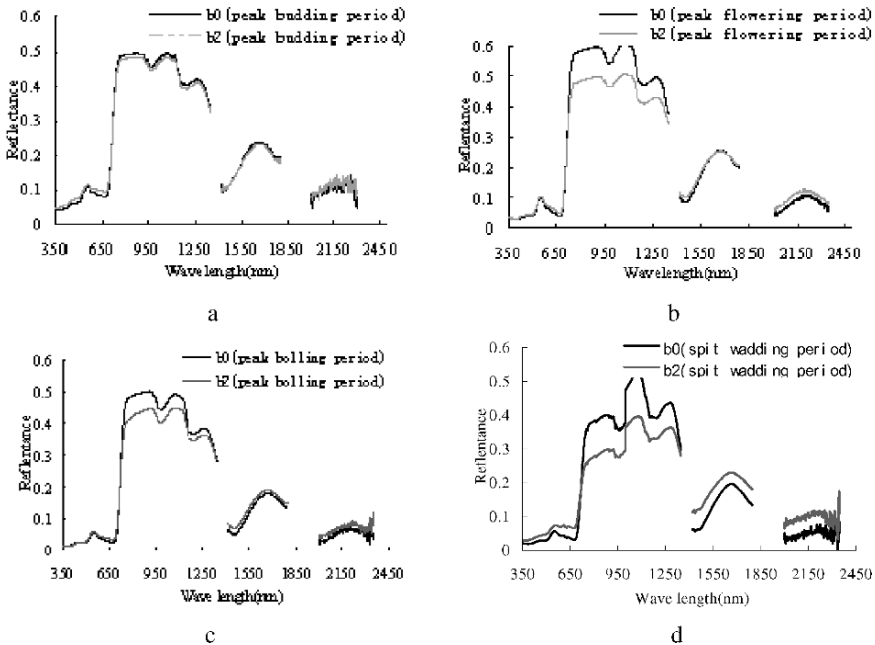 b0(peak budding period)
b2(peak budding period)
0.6
0.5
0.4
0.3
0.2
0.1
0
Reflectance
350 650 950 1250 1550 1850 2150 2450
Wavelength(nm)
a
b0(peak flowering period)
b2(peak flowering period)
0.6
0.5
0.4
0.3
0.2
0.1
0
Reflentance
350 650 950 1250 1550 1850 2150 2450
Wavelength(nm)
b
b0(peak bolling period)
b2(peak bolling period)
0.6
0.5
0.4
0.3
0.2
0.1
0
Reflentance
350 650 950 1250 1550 1850 2150 2450
Wave length(nm)
c
b0(spit wadding period)
b2(spit wadding period)
0.6
0.5
0.4
0.3
0.2
0.1
0
Reflentance
350 650 950 1250 1550 1850 2150 2450
Wave length(nm)
d